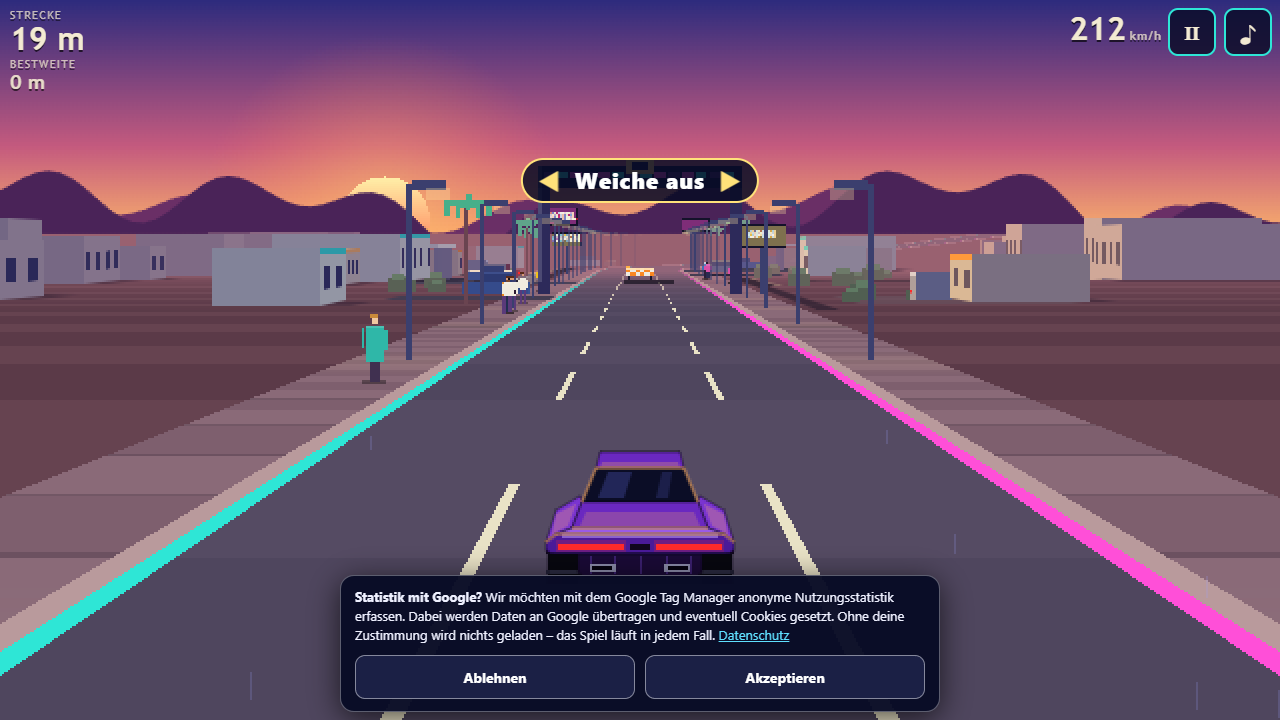 STRECKE
19 m
BESTWEITE
0 m
212 km/h
Weiche aus
OPEN
Statistik mit Google? Wir möchten mit dem Google Tag Manager anonyme Nutzungsstatistik
erfassen. Dabei werden Daten an Google übertragen und eventuell Cookies gesetzt. Ohne deine
Zustimmung wird nichts geladen – das Spiel läuft in jedem Fall. Datenschutz
Ablehnen
Akzeptieren